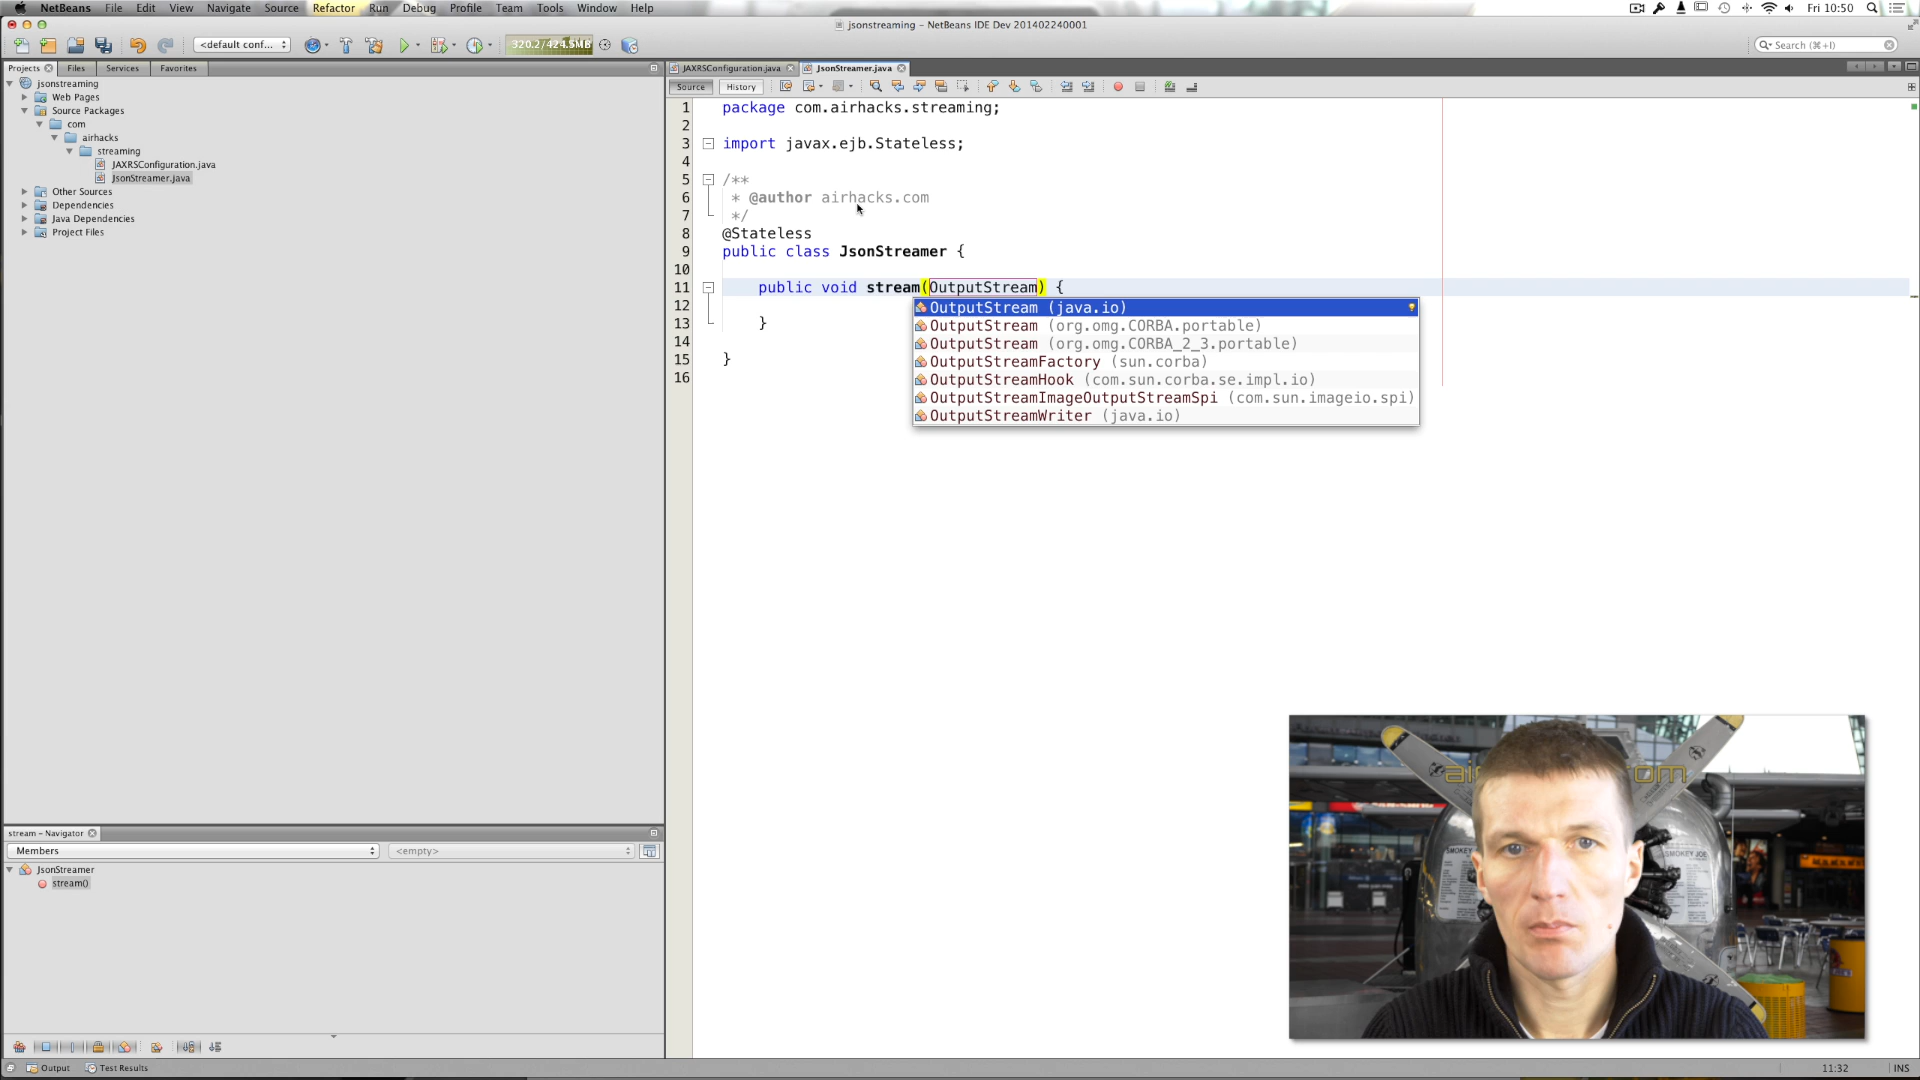 NetBeans File Edit View Navigate Source Refactor Run Debug Profile Team Tools Window Help Fri 10:50
jsonstreaming – NetBeans IDE Dev 201402240001
<default conf... 320.2/424.5MB Search (⌘+I)
Projects Files Services Favorites
JAXRSConfiguration.java JsonStreamer.java
Source History
jsonstreaming
Web Pages
Source Packages
com
airhacks
streaming
JAXRSConfiguration.java
JsonStreamer.java
Other Sources
Dependencies
Java Dependencies
Project Files
1 package com.airhacks.streaming;
2
3 import javax.ejb.Stateless;
4
5 /**
6 * @author airhacks.com
7 */
8 @Stateless
9 public class JsonStreamer {
10
11 public void stream(OutputStream) {
12
13 }
14
15 }
16
OutputStream (java.io)
OutputStream (org.omg.CORBA.portable)
OutputStream (org.omg.CORBA_2_3.portable)
OutputStreamFactory (sun.corba)
OutputStreamHook (com.sun.corba.se.impl.io)
OutputStreamImageOutputStreamSpi (com.sun.imageio.spi)
OutputStreamWriter (java.io)
stream – Navigator
Members <empty>
JsonStreamer
stream()
SMOKEY JOE
Output Test Results 11:32 INS